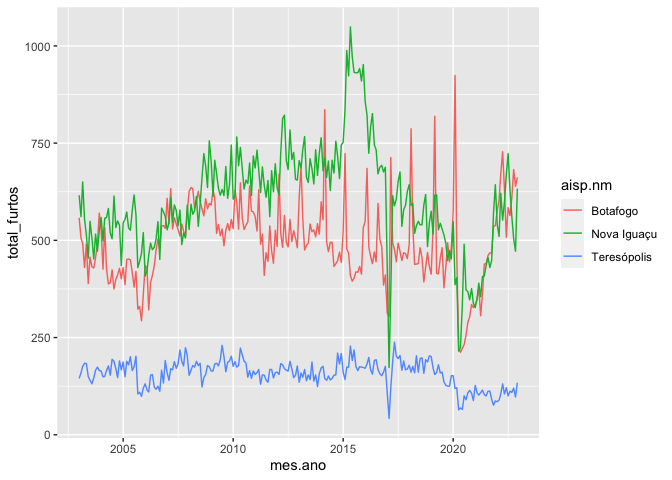 1000
750
500
250
0
total_furtos
2005
2010
2015
2020
mes.ano
aisp.nm
Botafogo
Nova Iguaçu
Teresópolis